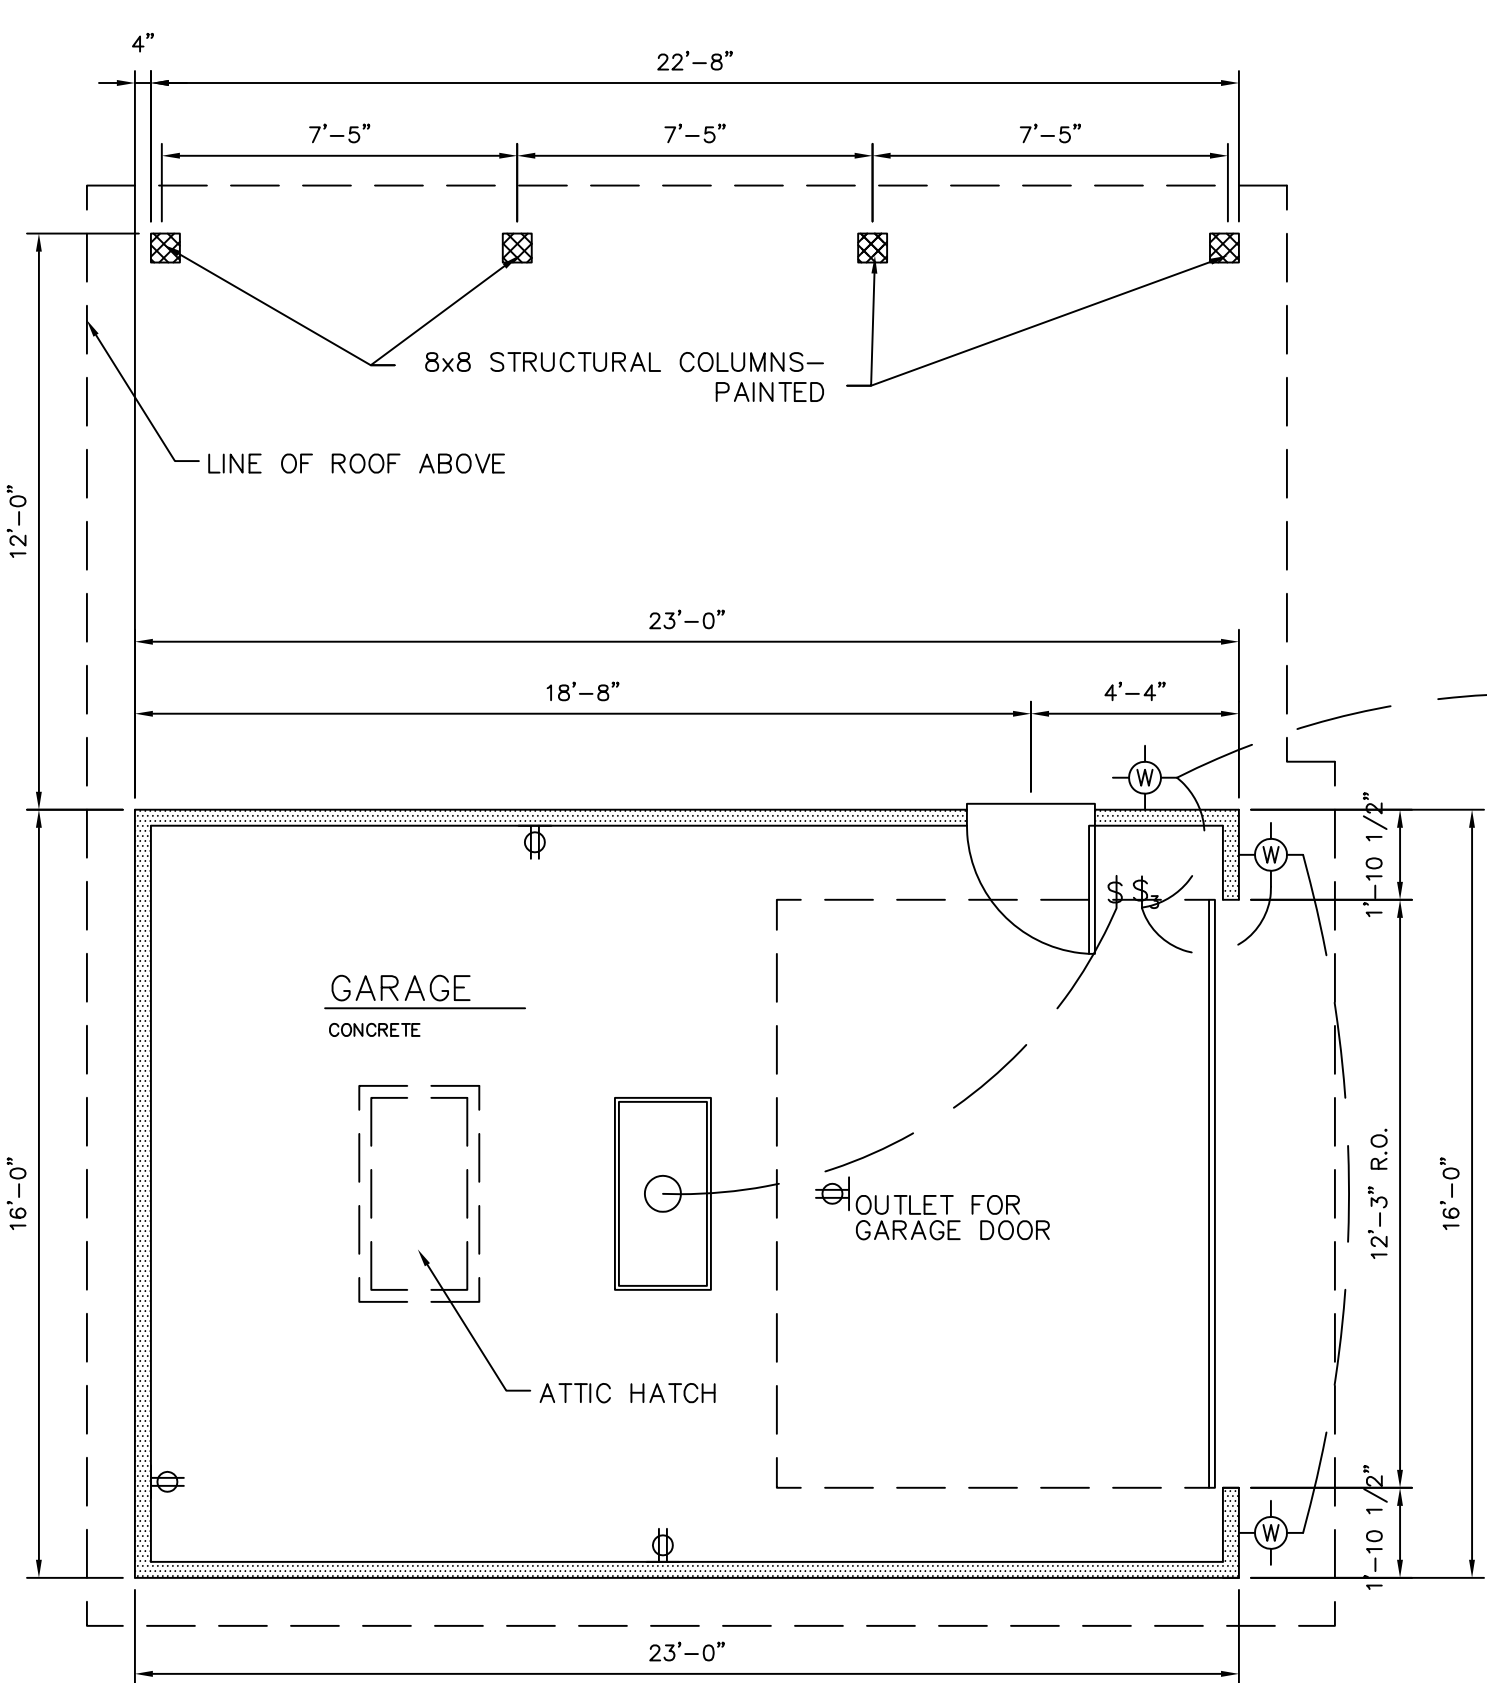 4”
22’–8”
7’–5”
7’–5”
7’–5”
8x8 STRUCTURAL COLUMNS–
PAINTED
LINE OF ROOF ABOVE
12’–0”
23’–0”
18’–8”
4’–4”
W
1’–10 1/2”
W
$ $3
GARAGE
CONCRETE
16’–0”
OUTLET FOR
GARAGE DOOR
12’–3” R.O.
16’–0”
ATTIC HATCH
1’–10 1/2”
W
23’–0”